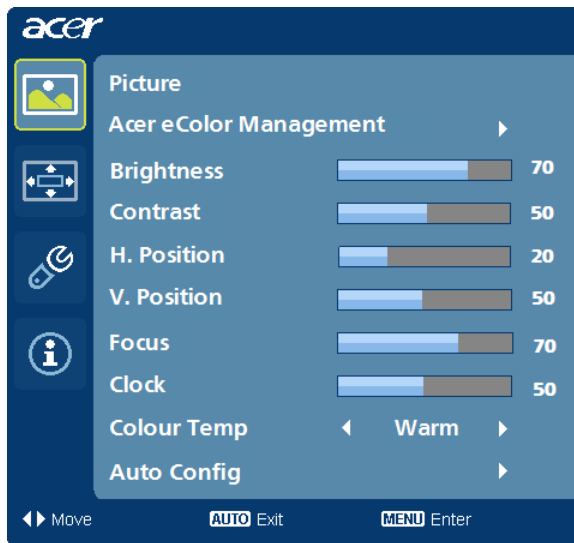 acer
Picture
Acer eColor Management
Brightness 70
Contrast 50
H. Position 20
V. Position 50
Focus 70
Clock 50
Colour Temp Warm
Auto Config
Move AUTO Exit MENU Enter